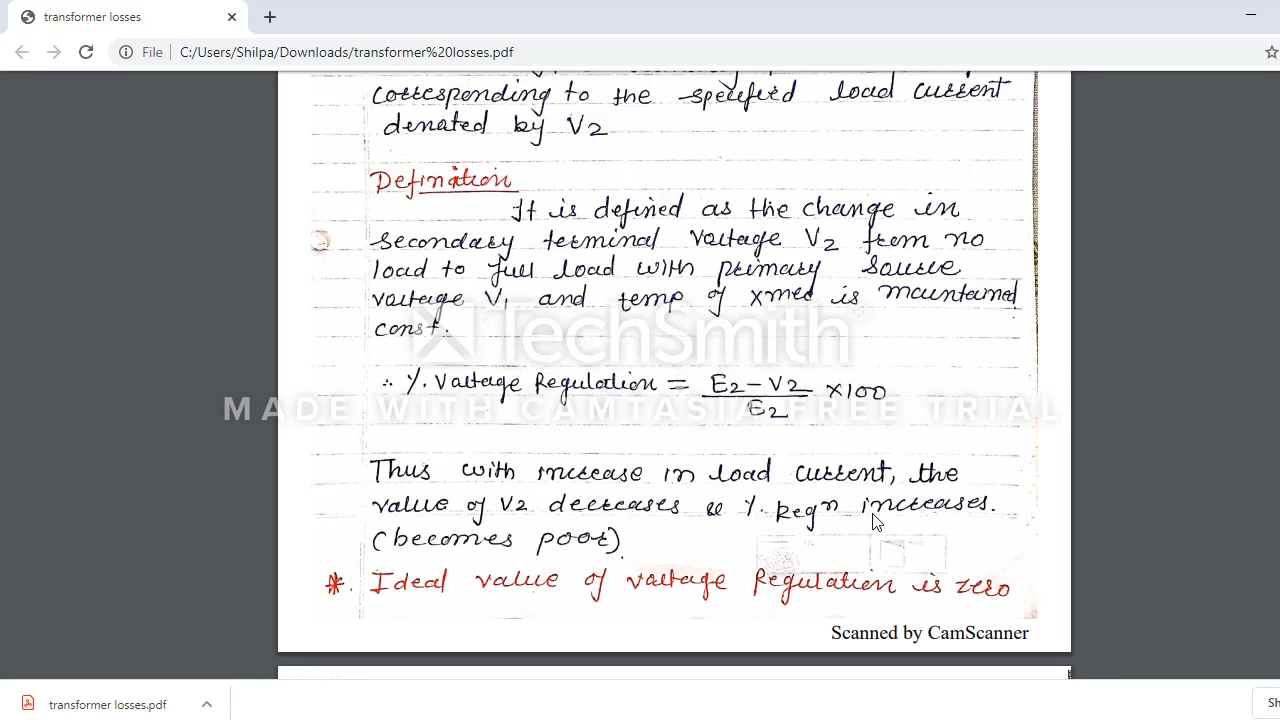 transformer losses
File
C:/Users/Shilpa/Downloads/transformer%20losses.pdf
corresponding to the specified load current
denated by V2
Defination
It is defined as the change in
secondary terminal voltage V2 from no
load to full load with primary source
voltage V1 and temp of xmer is maintained
const.
∴ %. Voltage Regulation = E2 - V2 / E2 × 100
TechSmith
MADE WITH CAMTASIA FREE TRIAL
Thus with increase in load current, the
value of V2 decreases & %. Regn increases.
(becomes poor).
*. Ideal value of voltage Regulation is zero
Scanned by CamScanner
transformer losses.pdf
Sh